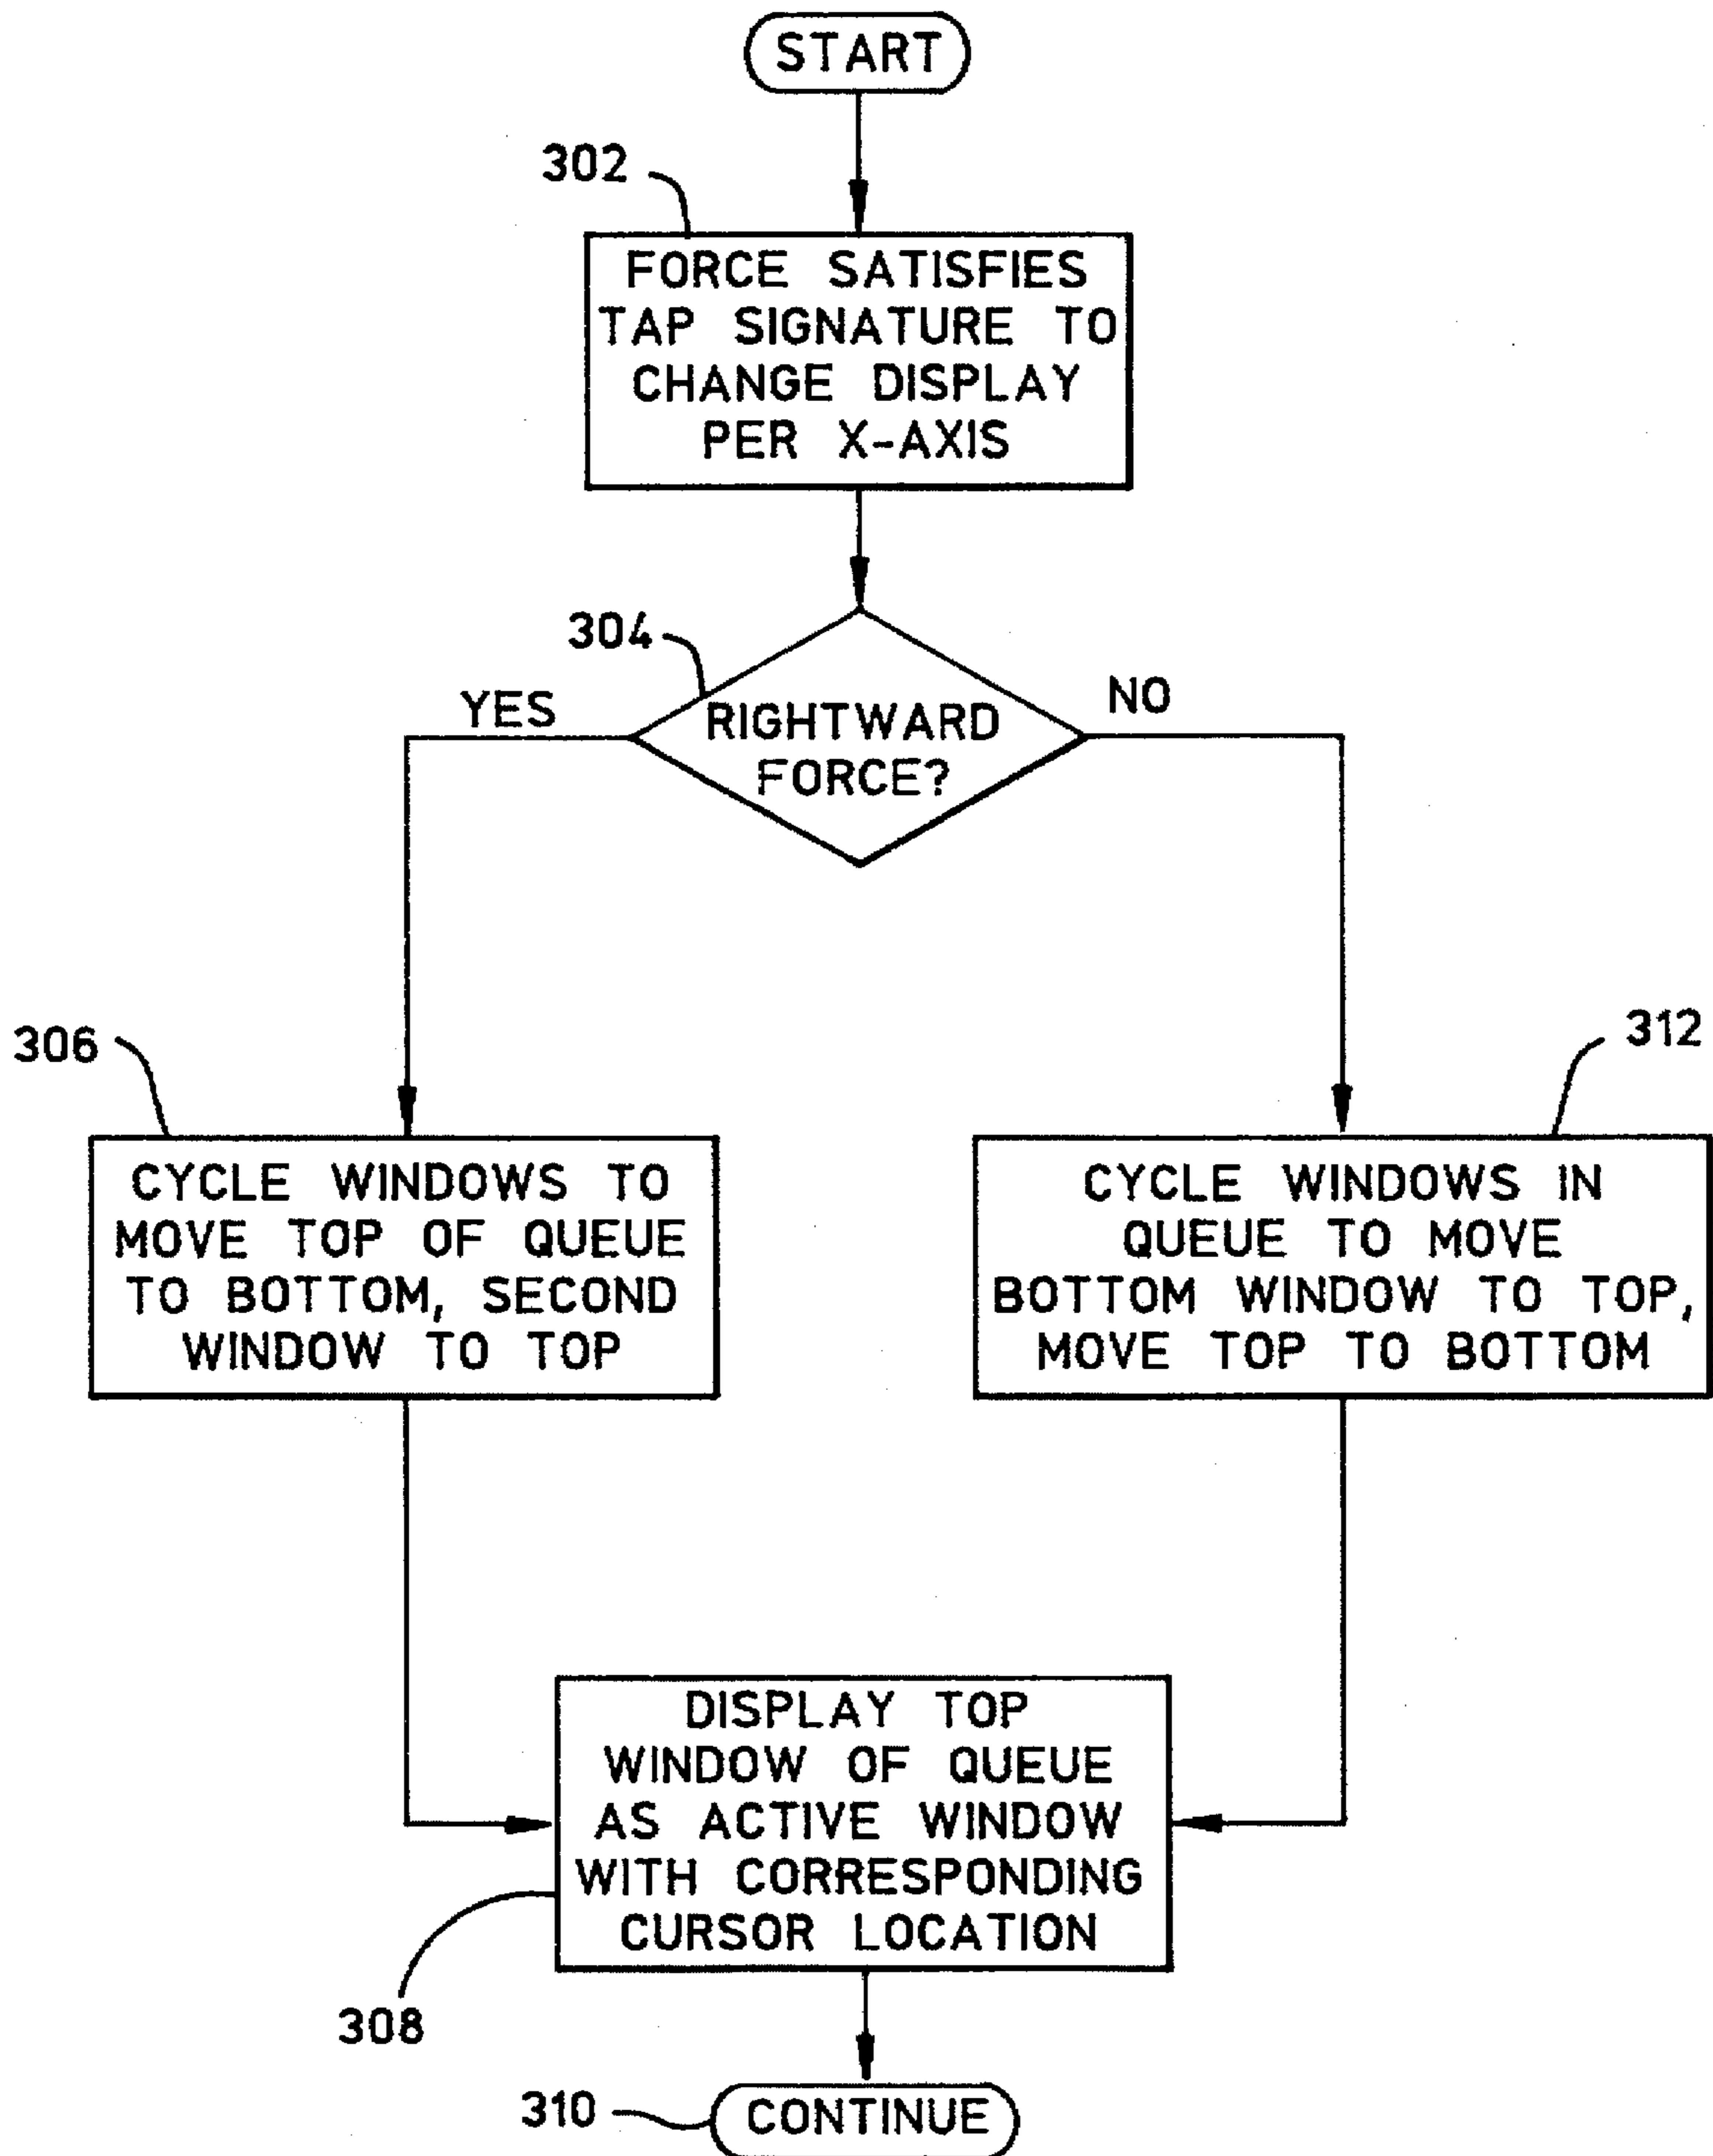 START
302
FORCE SATISFIES
TAP SIGNATURE TO
CHANGE DISPLAY
PER X-AXIS
304
YES
RIGHTWARD
FORCE?
NO
306
CYCLE WINDOWS TO
MOVE TOP OF QUEUE
TO BOTTOM, SECOND
WINDOW TO TOP
312
CYCLE WINDOWS IN
QUEUE TO MOVE
BOTTOM WINDOW TO TOP,
MOVE TOP TO BOTTOM
DISPLAY TOP
WINDOW OF QUEUE
AS ACTIVE WINDOW
WITH CORRESPONDING
CURSOR LOCATION
308
310
CONTINUE